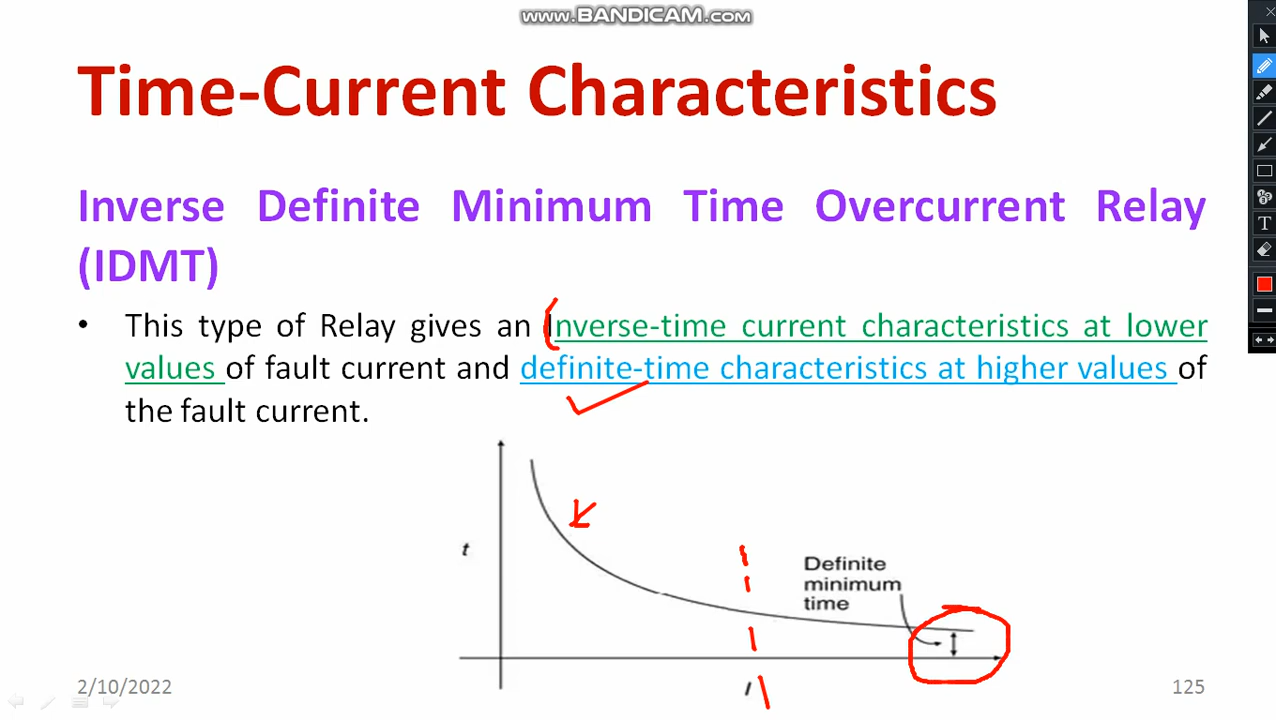 www.BANDICAM.com
Time-Current Characteristics
Inverse Definite Minimum Time Overcurrent Relay
(IDMT)
• This type of Relay gives an Inverse-time current characteristics at lower
values of fault current and definite-time characteristics at higher values of
the fault current.
t
Definite
minimum
time
I
2/10/2022
125
T